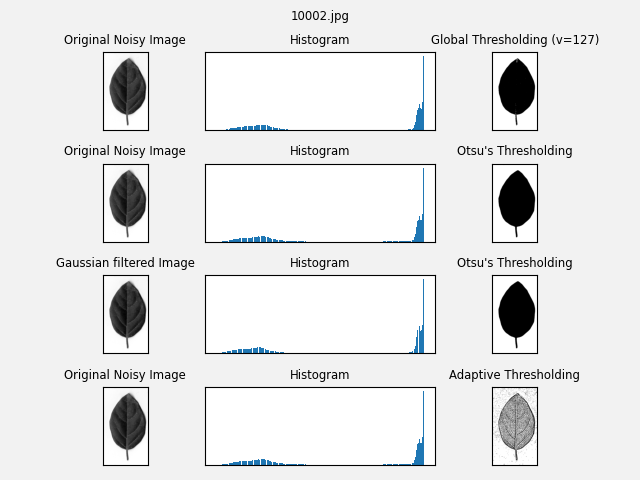 10002.jpg
Original Noisy Image Histogram Global Thresholding (v=127)
Original Noisy Image Histogram Otsu's Thresholding
Gaussian filtered Image Histogram Otsu's Thresholding
Original Noisy Image Histogram Adaptive Thresholding